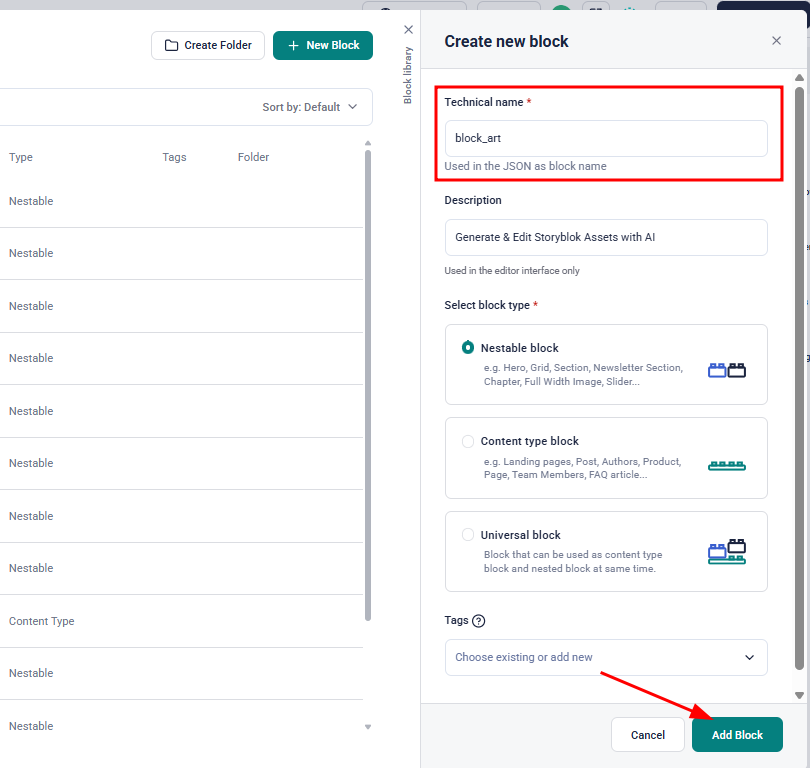 Create Folder
+ New Block
Sort by: Default
Type Tags Folder
Nestable
Nestable
Nestable
Nestable
Nestable
Nestable
Nestable
Nestable
Content Type
Nestable
Nestable
Block library
Create new block
Technical name *
block_art
Used in the JSON as block name
Description
Generate & Edit Storyblok Assets with AI
Used in the editor interface only
Select block type *
Nestable block
e.g. Hero, Grid, Section, Newsletter Section,
Chapter, Full Width Image, Slider...
Content type block
e.g. Landing pages, Post, Authors, Product,
Page, Team Members, FAQ article...
Universal block
Block that can be used as content type
block and nested block at same time.
Tags ?
Choose existing or add new
Cancel
Add Block